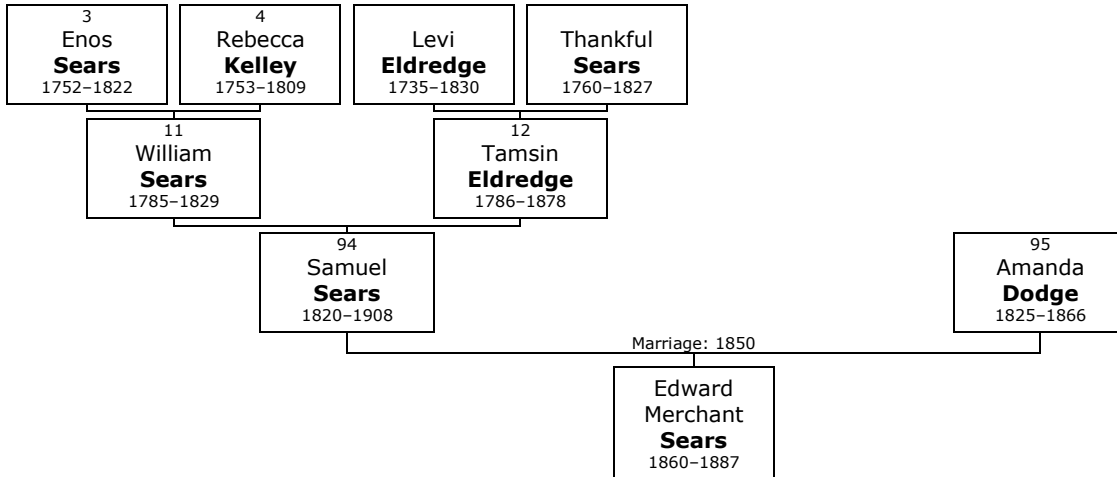 3
Enos
Sears
1752–1822
4
Rebecca
Kelley
1753–1809
Levi
Eldredge
1735–1830
Thankful
Sears
1760–1827
11
William
Sears
1785–1829
12
Tamsin
Eldredge
1786–1878
94
Samuel
Sears
1820–1908
95
Amanda
Dodge
1825–1866
Marriage: 1850
Edward
Merchant
Sears
1860–1887